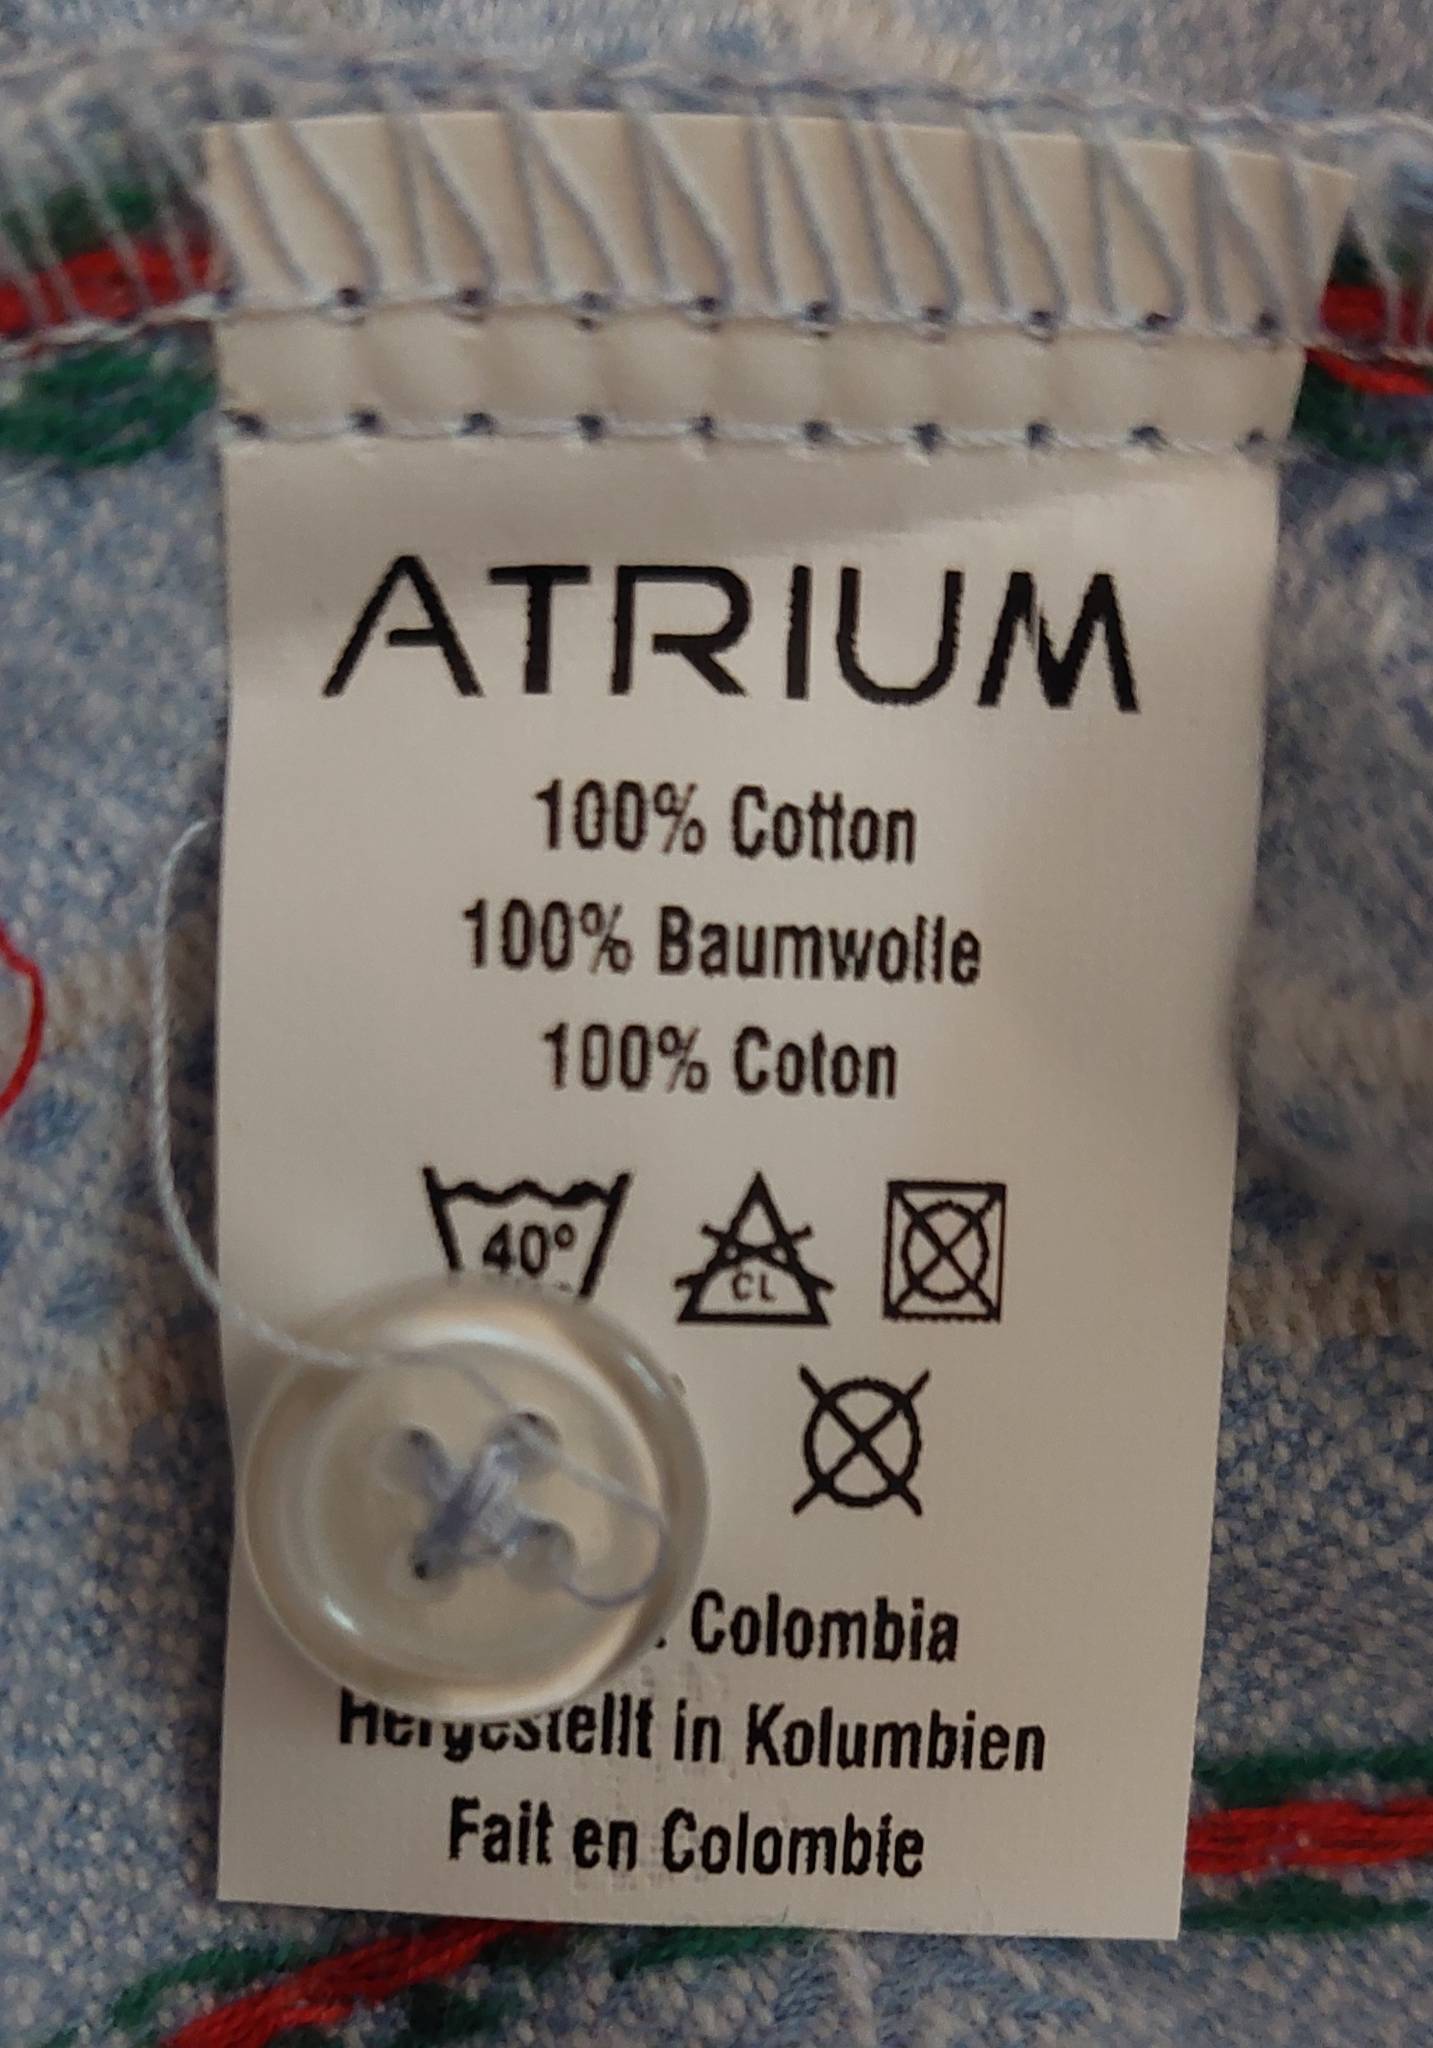 ATRIUM
100% Cotton
100% Baumwolle
100% Coton
40°
CL
Colombia
Hergestellt in Kolumbien
Fait en Colombie